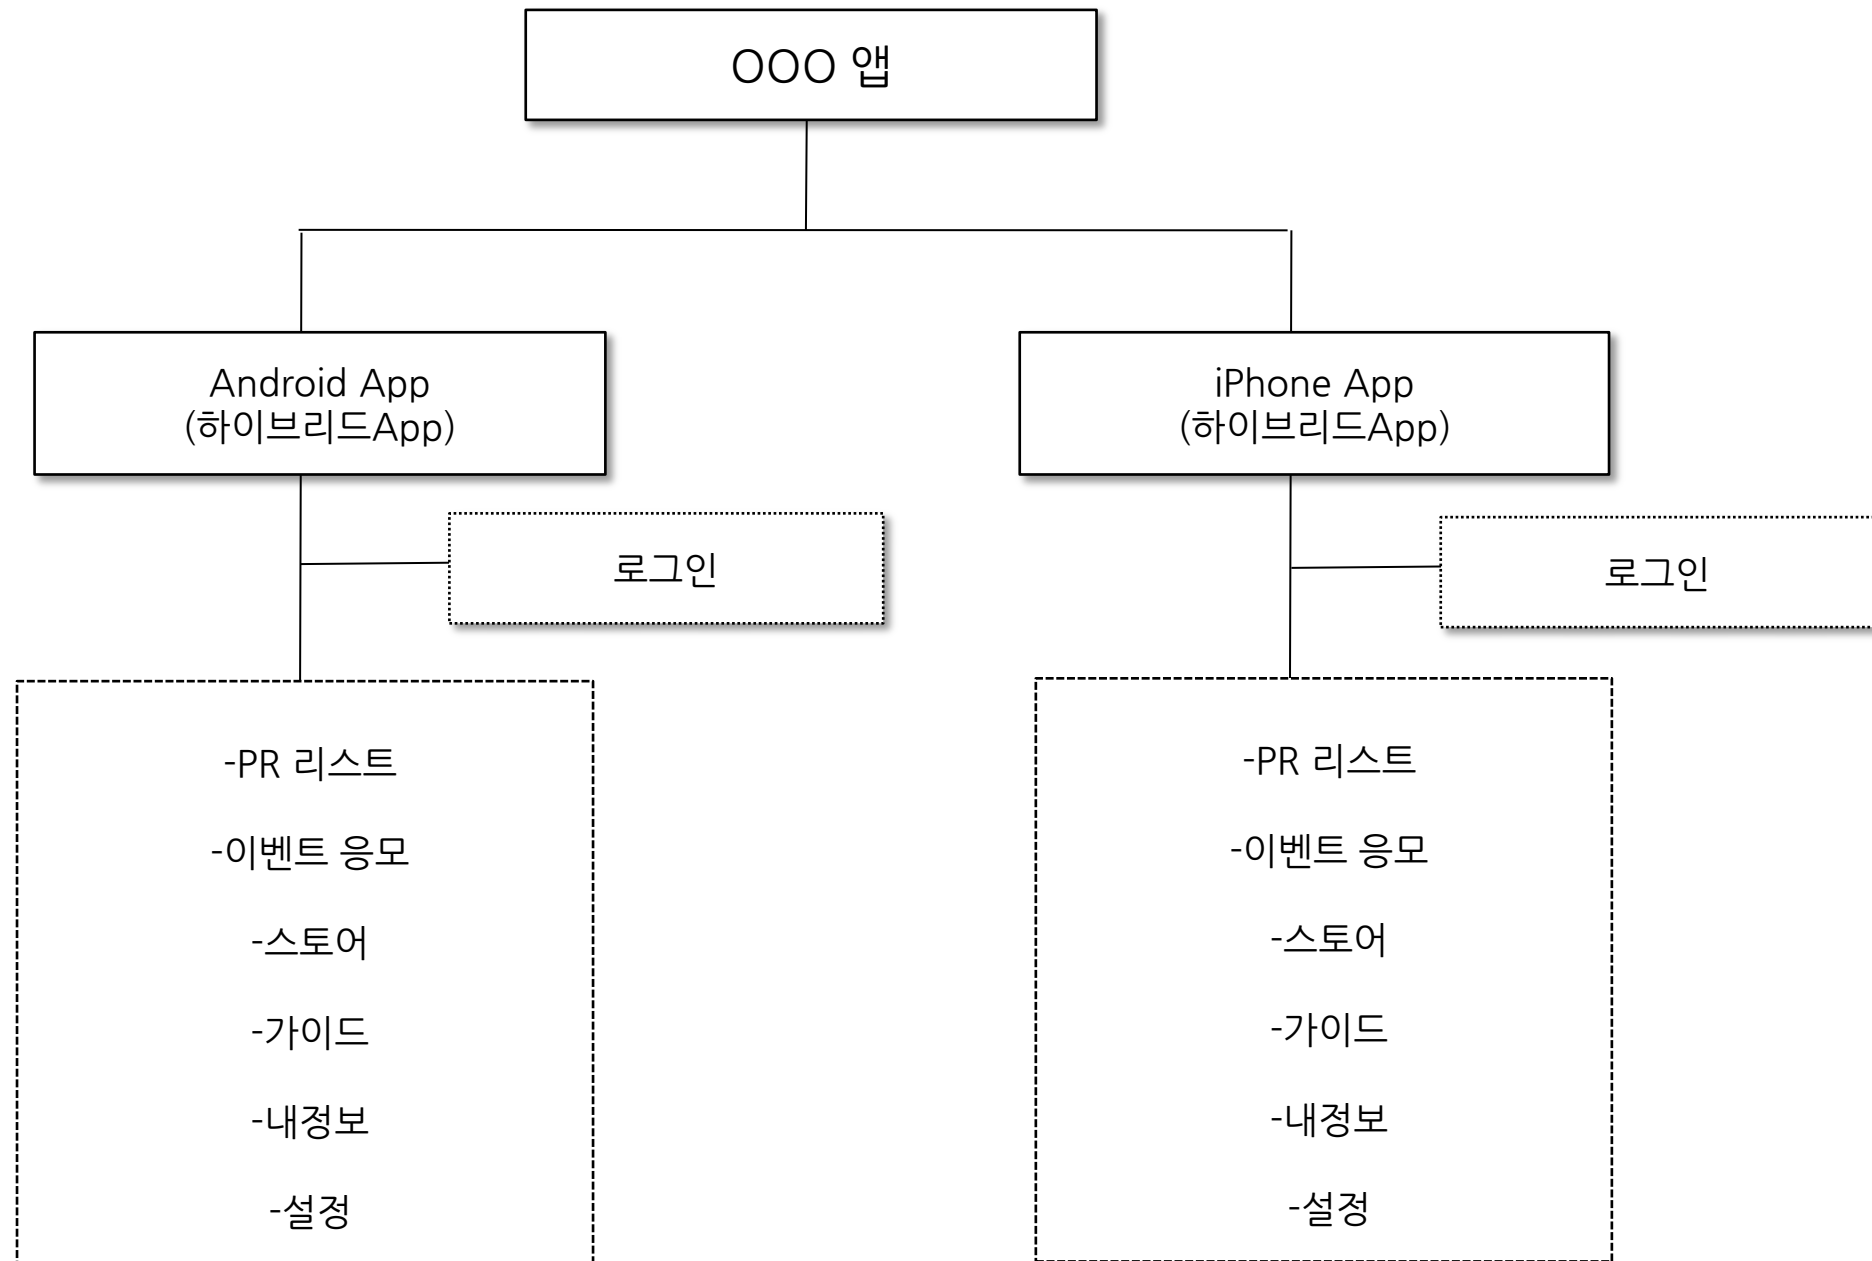 OOO 앱
Android App
(하이브리드App)
iPhone App
(하이브리드App)
로그인
로그인
-PR 리스트
-이벤트 응모
-스토어
-가이드
-내정보
-설정
-PR 리스트
-이벤트 응모
-스토어
-가이드
-내정보
-설정